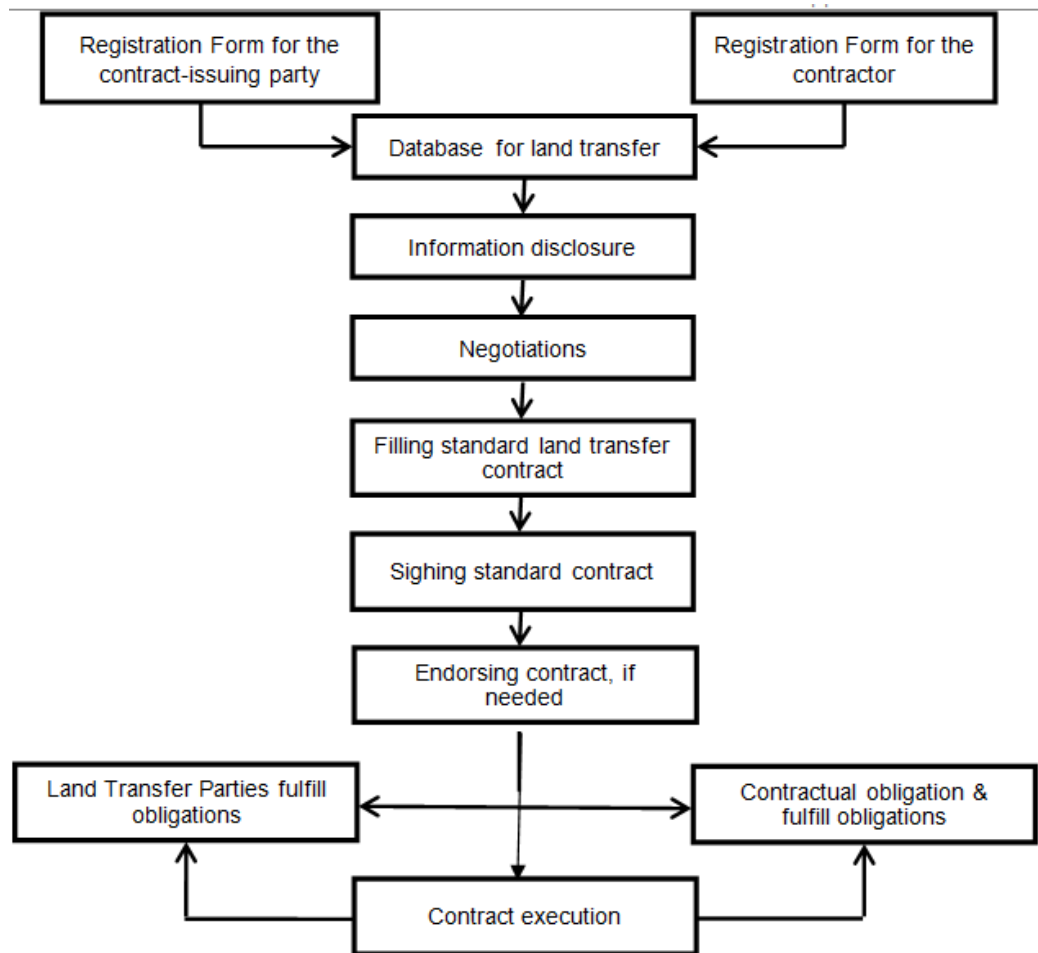 Registration Form for the
contract-issuing party
Registration Form for the
contractor
Database for land transfer
Information disclosure
Negotiations
Filling standard land transfer
contract
Sighing standard contract
Endorsing contract, if
needed
Land Transfer Parties fulfill
obligations
Contractual obligation &
fulfill obligations
Contract execution